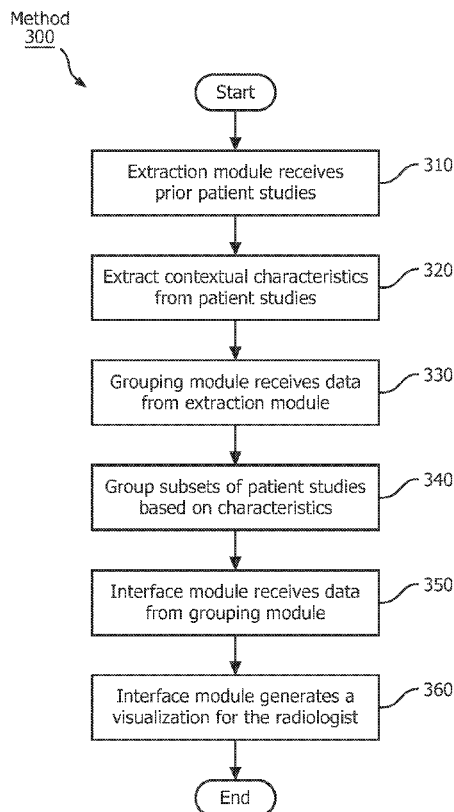 Method
300
Start
Extraction module receives
prior patient studies
310
Extract contextual characteristics
from patient studies
320
Grouping module receives data
from extraction module
330
Group subsets of patient studies
based on characteristics
340
Interface module receives data
from grouping module
350
Interface module generates a
visualization for the radiologist
360
End